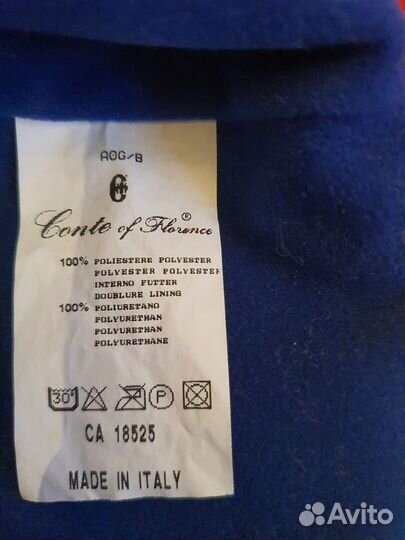 AOG/B
Conte of Florence®
100% POLIESTERE POLYESTER
POLYESTER POLYESTER
INTERNO FUTTER
DOUBLURE LINING
100% POLIURETANO
POLYURETHAN
POLYURETHAN
POLYURETHANE
30° P
CA 18525
MADE IN ITALY
Avito